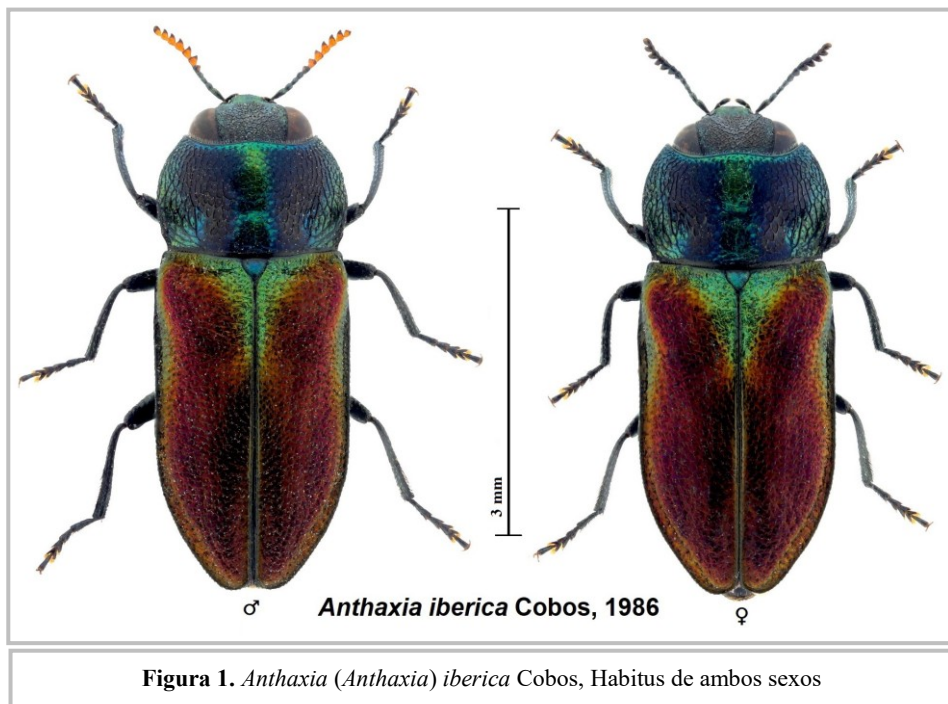 3 mm
♂ Anthaxia iberica Cobos, 1986 ♀
Figura 1. Anthaxia (Anthaxia) iberica Cobos, Habitus de ambos sexos